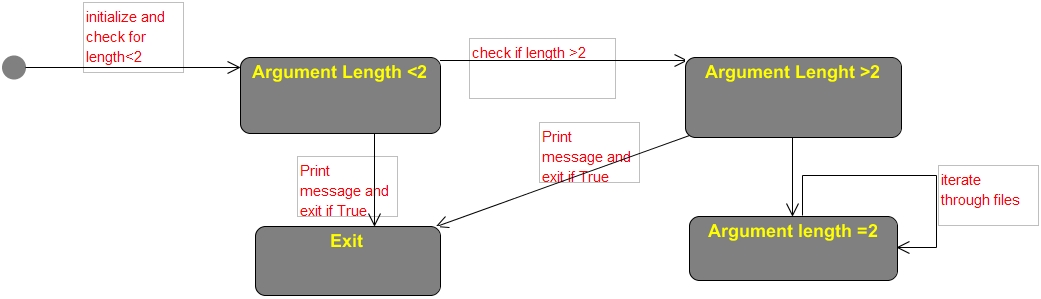 initialize and
check for
length<2
Argument Length <2
check if length >2
Argument Lenght >2
Print
message and
exit if True
Print
message and
exit if True
iterate
through files
Exit
Argument length =2